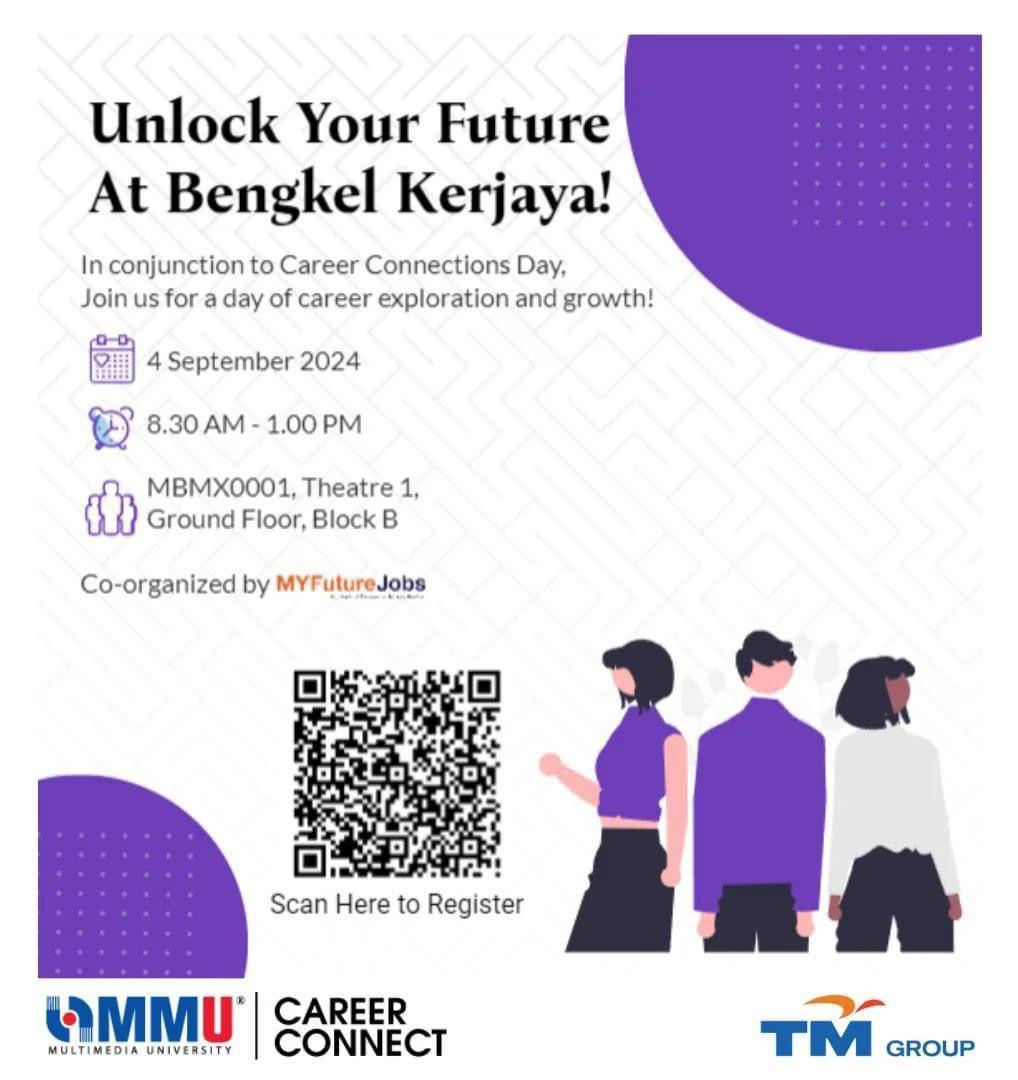 Unlock Your Future
At Bengkel Kerjaya!
In conjunction to Career Connections Day,
Join us for a day of career exploration and growth!
4 September 2024
8.30 AM - 1.00 PM
MBMX0001, Theatre 1,
Ground Floor, Block B
Co-organized by MYFutureJobs
Scan Here to Register
MMU®
MULTIMEDIA UNIVERSITY
CAREER
CONNECT
TM GROUP